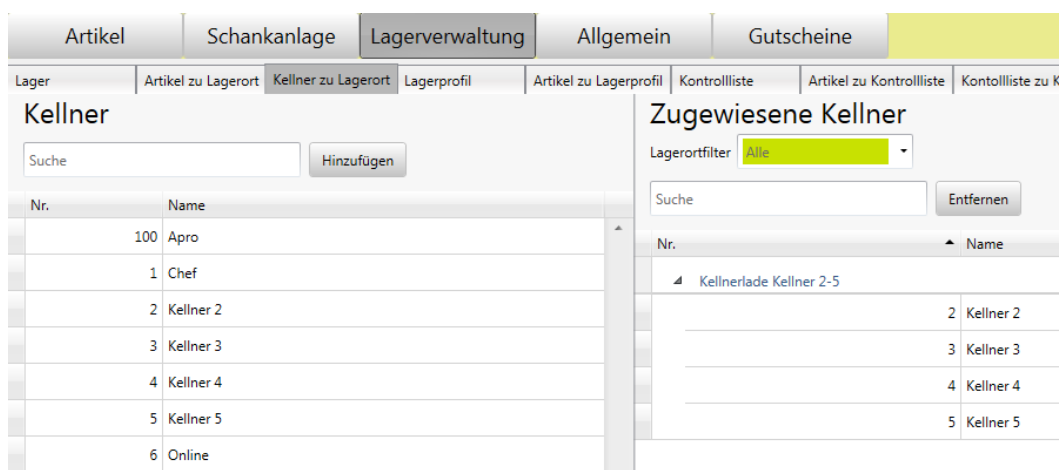 Artikel Schankanlage Lagerverwaltung Allgemein Gutscheine
Lager Artikel zu Lagerort Kellner zu Lagerort Lagerprofil Artikel zu Lagerprofil Kontrollliste Artikel zu Kontrollliste Kontollliste zu K
Kellner
Suche Hinzufügen
Nr. Name
100 Apro
1 Chef
2 Kellner 2
3 Kellner 3
4 Kellner 4
5 Kellner 5
6 Online
Zugewiesene Kellner
Lagerortfilter Alle
Suche Entfernen
Nr. Name
Kellnerlade Kellner 2-5
2 Kellner 2
3 Kellner 3
4 Kellner 4
5 Kellner 5